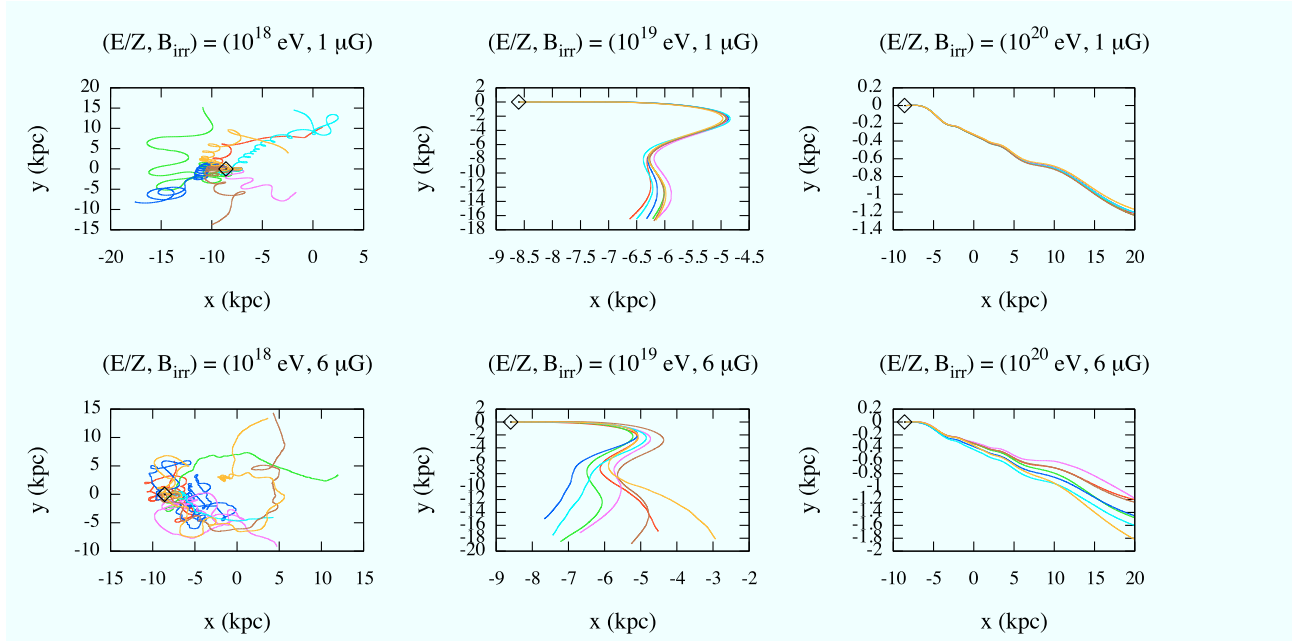 (E/Z, B_irr) = (10^18 eV, 1 μG)
(E/Z, B_irr) = (10^19 eV, 1 μG)
(E/Z, B_irr) = (10^20 eV, 1 μG)
y (kpc)
20
15
10
5
0
-5
-10
-15
-20 -15 -10 -5 0 5
x (kpc)
y (kpc)
2
0
-2
-4
-6
-8
-10
-12
-14
-16
-18
-9 -8.5 -8 -7.5 -7 -6.5 -6 -5.5 -5 -4.5
x (kpc)
y (kpc)
0.2
0
-0.2
-0.4
-0.6
-0.8
-1
-1.2
-1.4
-10 -5 0 5 10 15 20
x (kpc)
(E/Z, B_irr) = (10^18 eV, 6 μG)
(E/Z, B_irr) = (10^19 eV, 6 μG)
(E/Z, B_irr) = (10^20 eV, 6 μG)
y (kpc)
15
10
5
0
-5
-10
-15 -10 -5 0 5 10 15
x (kpc)
y (kpc)
2
0
-2
-4
-6
-8
-10
-12
-14
-16
-18
-20
-9 -8 -7 -6 -5 -4 -3 -2
x (kpc)
y (kpc)
0.2
0
-0.2
-0.4
-0.6
-0.8
-1
-1.2
-1.4
-1.6
-1.8
-2
-10 -5 0 5 10 15 20
x (kpc)